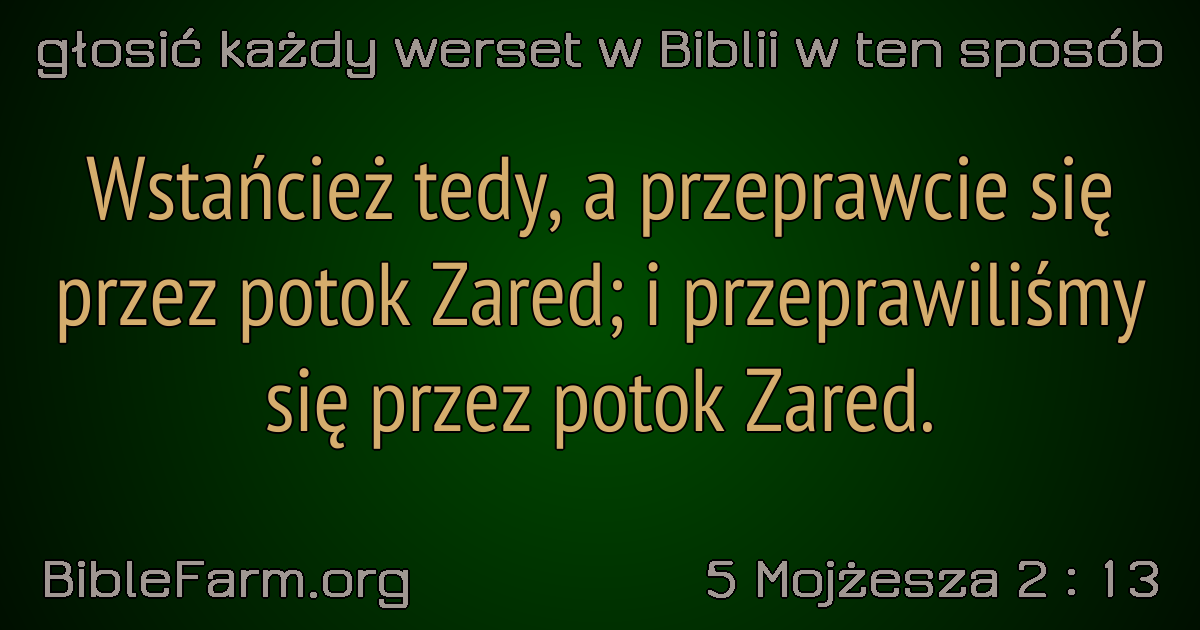 głosić każdy werset w Biblii w ten sposób
Wstańcież tedy, a przeprawcie się
przez potok Zared; i przeprawiliśmy
się przez potok Zared.
BibleFarm.org
5 Mojżesza 2 : 13